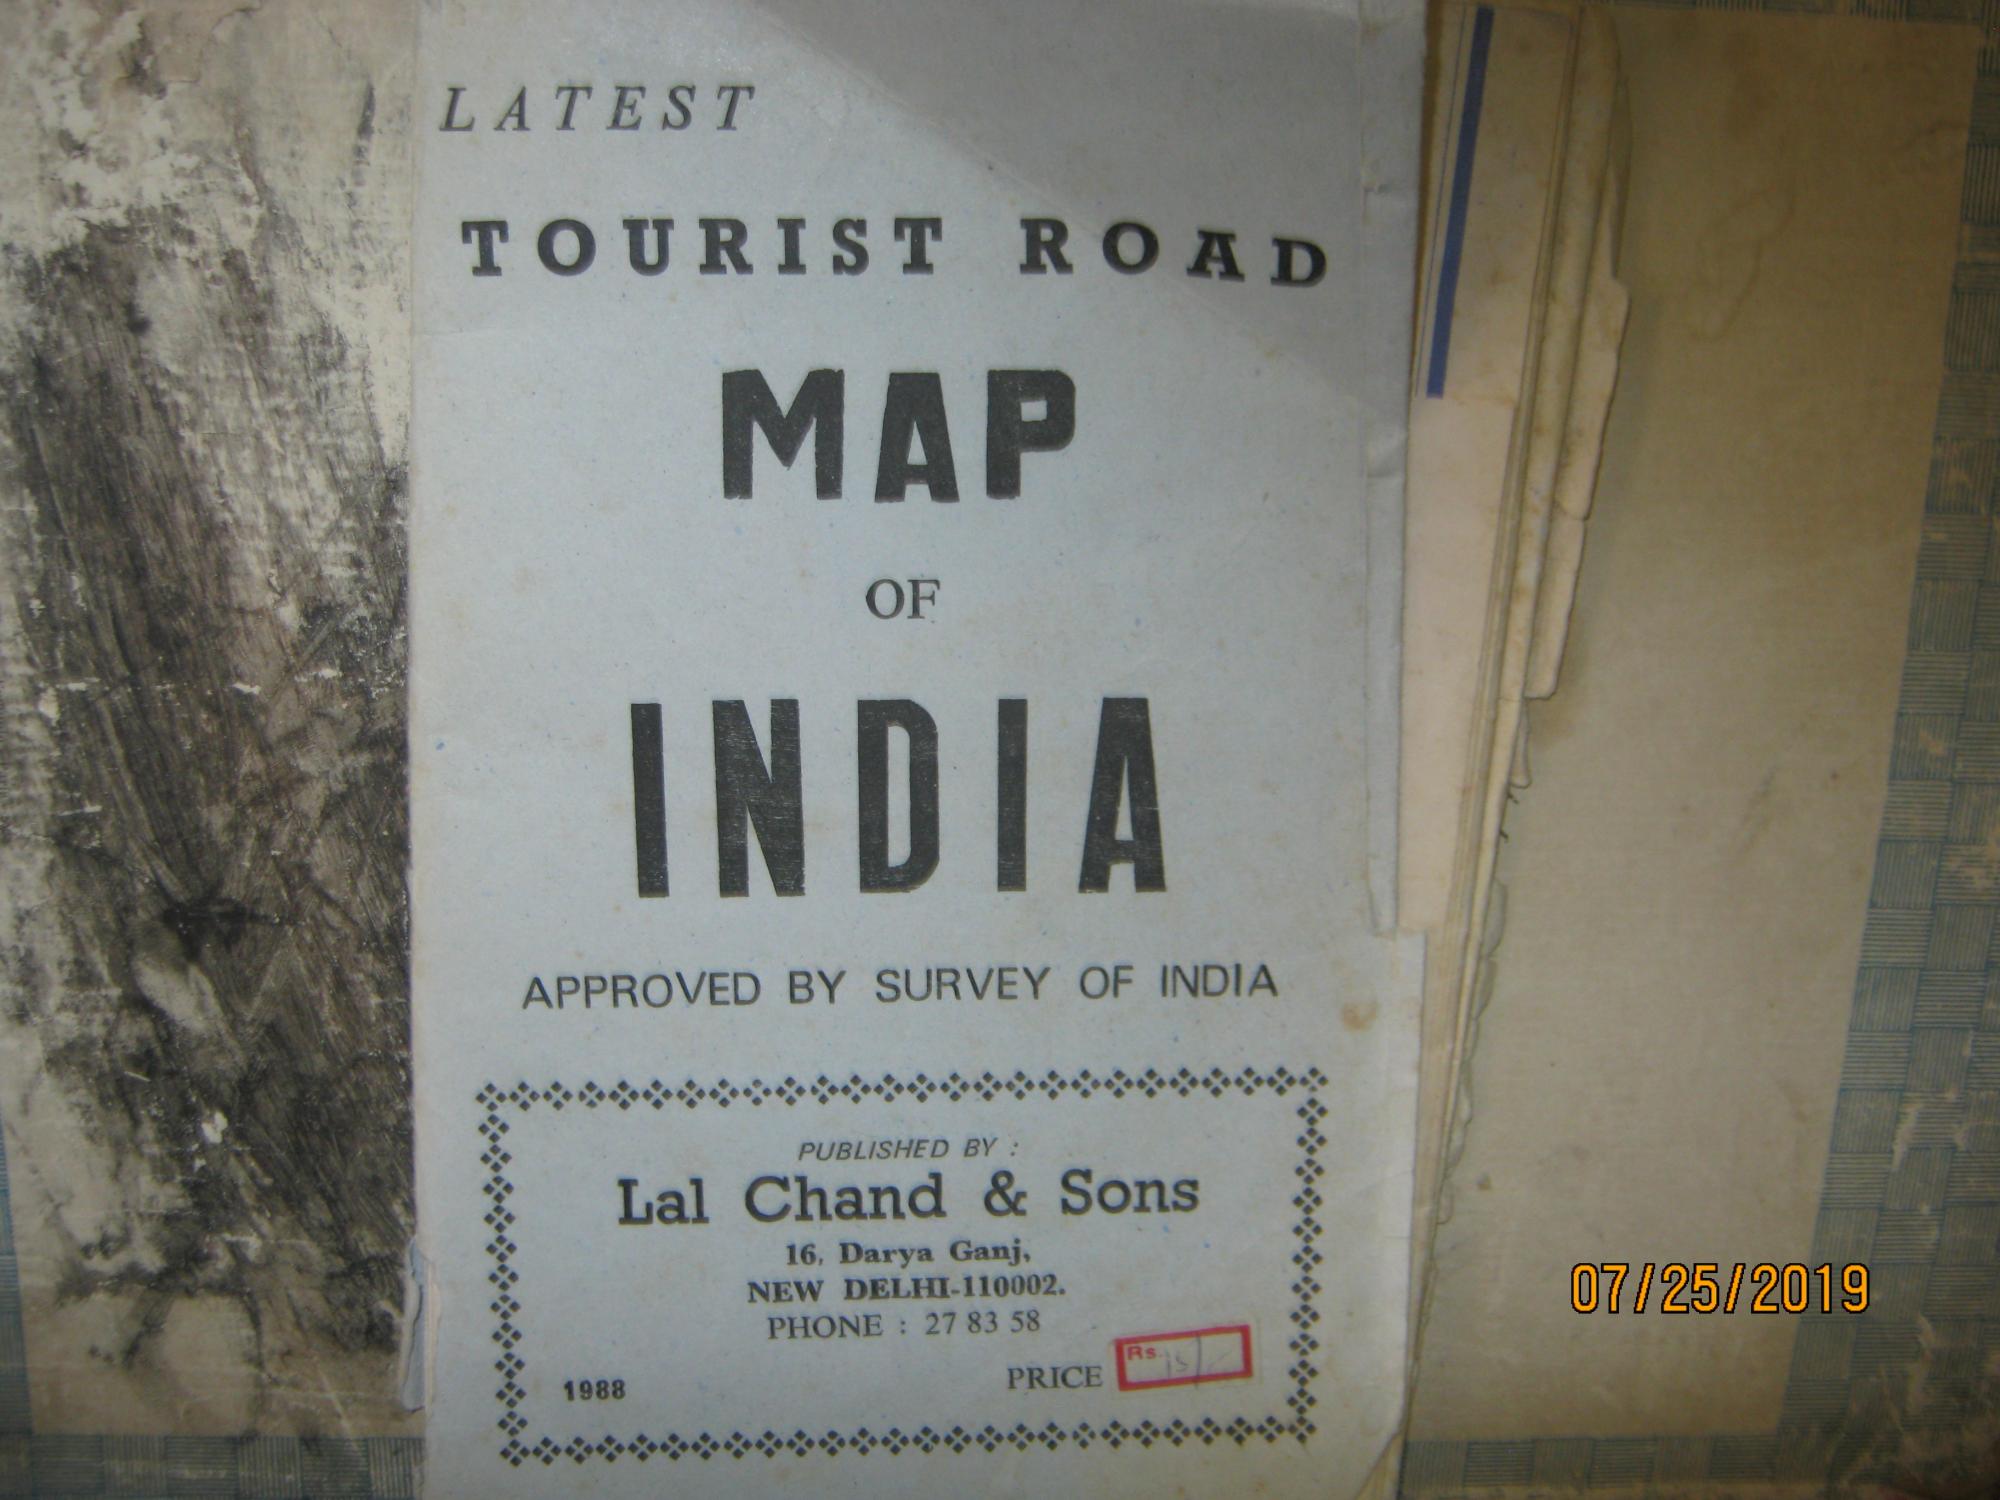 LATEST
TOURIST ROAD
MAP
OF
INDIA
APPROVED BY SURVEY OF INDIA
PUBLISHED BY :
Lal Chand & Sons
16, Darya Ganj,
NEW DELHI-110002.
PHONE : 27 83 58
PRICE Rs. 15/-
1988
07/25/2019